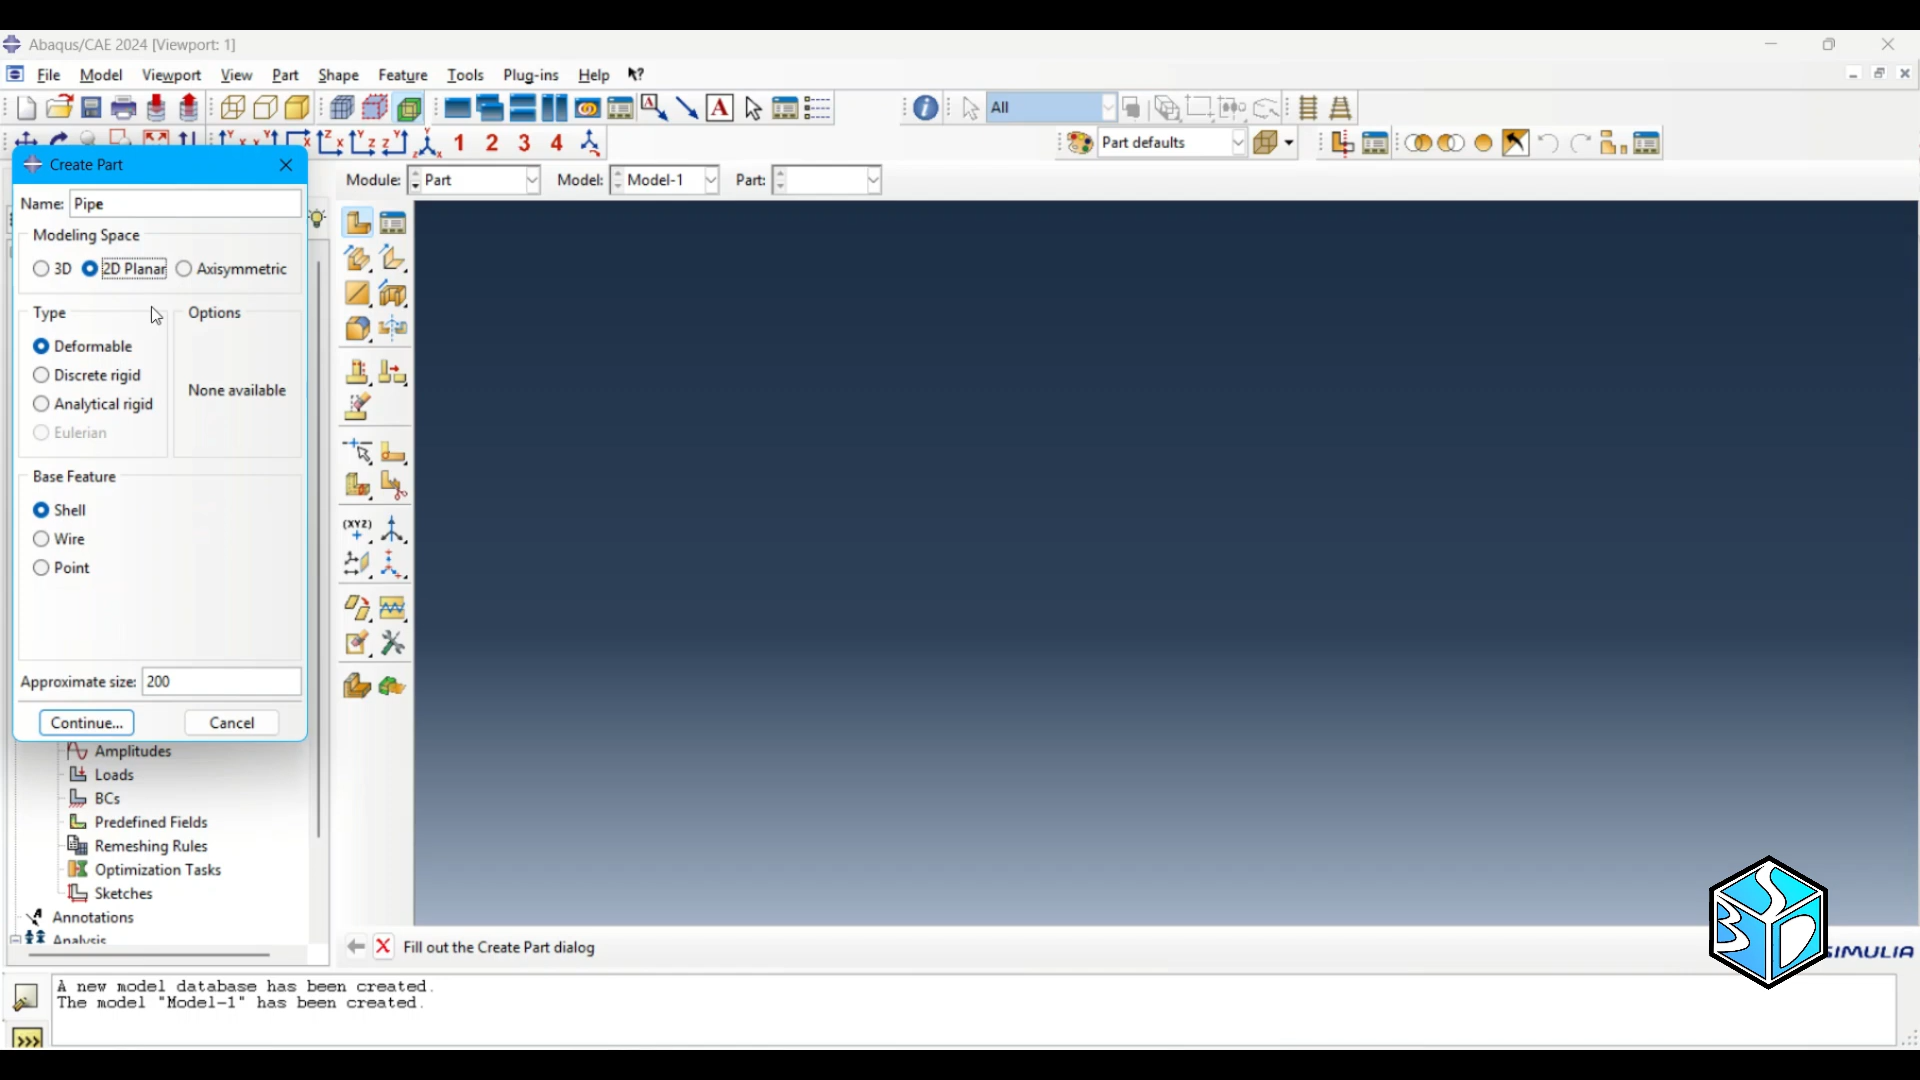 Abaqus/CAE 2024 [Viewport: 1]
File Model Viewport View Part Shape Feature Tools Plug-ins Help
All
1 2 3 4
Part defaults
Create Part
Module: Part Model: Model-1 Part:
Name: Pipe
Modeling Space
3D 2D Planar Axisymmetric
Type
Options
Deformable
Discrete rigid
None available
Analytical rigid
Eulerian
Base Feature
Shell
Wire
(XYZ)
Point
Approximate size: 200
Continue... Cancel
Amplitudes
Loads
BCs
Predefined Fields
Remeshing Rules
Optimization Tasks
Sketches
Annotations
Analysis
Fill out the Create Part dialog
SIMULIA
A new model database has been created.
The model "Model-1" has been created.